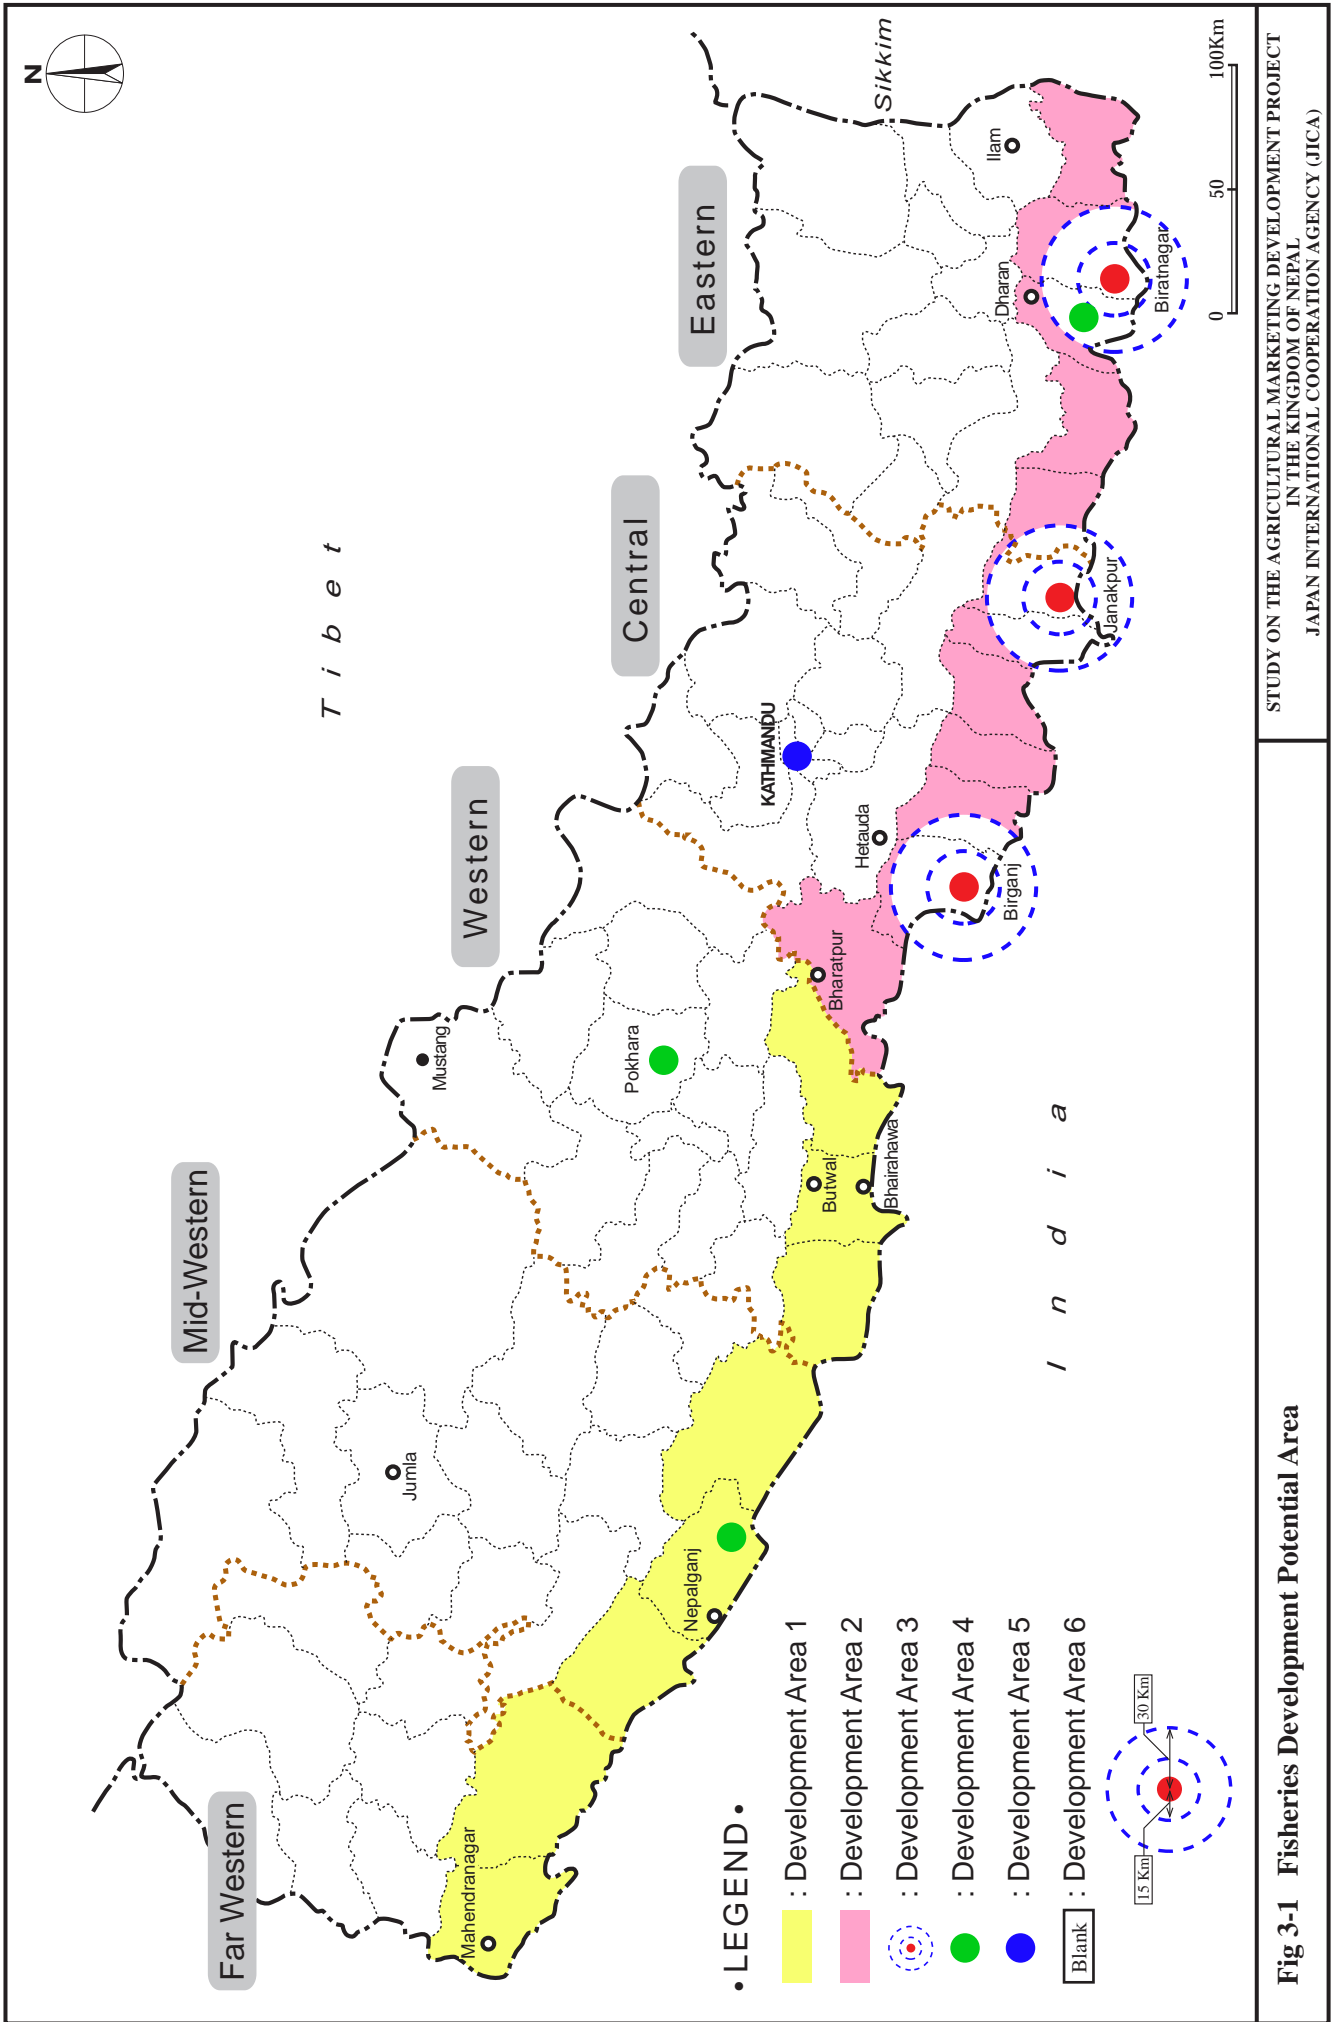 N
Tibet
Sikkim
Far Western
Mid-Western
Western
Central
Eastern
Mustang
Jumla
Pokhara
KATHMANDU
Hetauda
Bharatpur
Butwal
Bhairahawa
Nepalganj
Mahendranagar
Birganj
Janakpur
Dharan
Ilam
Biratnagar
India
0 50 100Km
•LEGEND•
: Development Area 1
: Development Area 2
: Development Area 3
: Development Area 4
: Development Area 5
Blank : Development Area 6
15 Km 30 Km
Fig 3-1 Fisheries Development Potential Area
STUDY ON THE AGRICULTURAL MARKETING DEVELOPMENT PROJECT
IN THE KINGDOM OF NEPAL
JAPAN INTERNATIONAL COOPERATION AGENCY (JICA)